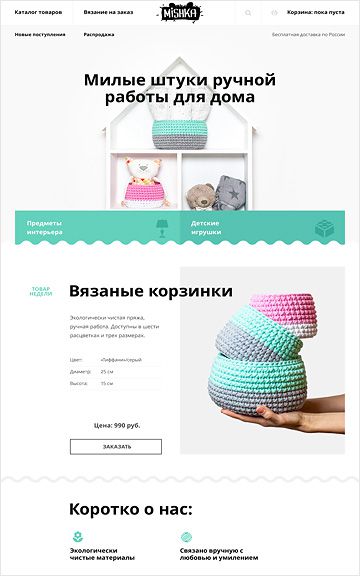 Каталог товаров
Вязание на заказ
MiSHKA
Корзина: пока пуста
Новые поступления
Распродажа
Бесплатная доставка по России
Милые штуки ручной
работы для дома
Предметы
интерьера
Детские
игрушки
ТОВАР
НЕДЕЛИ
Вязаные корзинки
Экологически чистая пряжа,
ручная работа. Доступны в шести
расцветках и трех размерах.
Цвет: «Тиффани»/серый
Диаметр: 25 см
Высота: 15 см
Цена: 990 руб.
ЗАКАЗАТЬ
Коротко о нас:
Экологически
чистые материалы
Связано вручную с
любовью и умилением